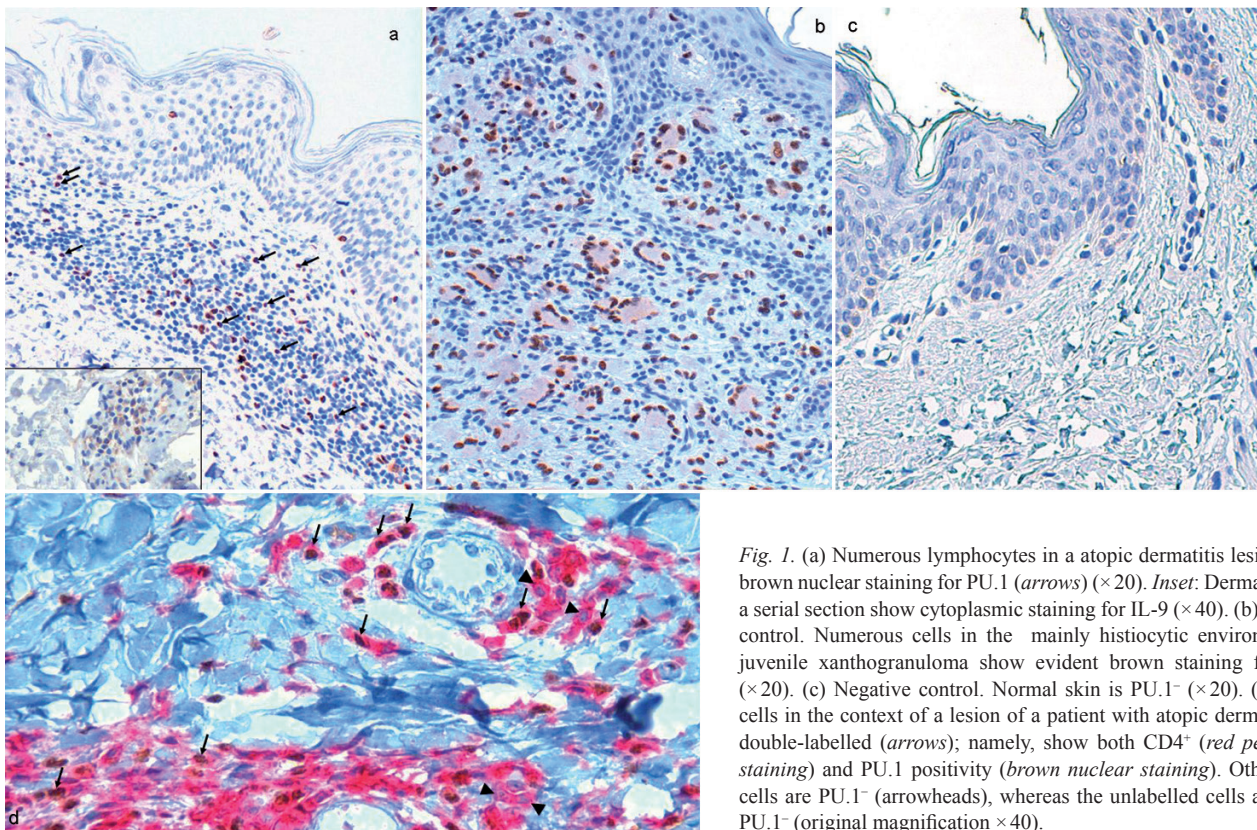 a
b
c
d
Fig. 1. (a) Numerous lymphocytes in a atopic dermatitis lesi
brown nuclear staining for PU.1 (arrows) (×20). Inset: Derma
a serial section show cytoplasmic staining for IL-9 (×40). (b)
control. Numerous cells in the mainly histiocytic environ
juvenile xanthogranuloma show evident brown staining f
(×20). (c) Negative control. Normal skin is PU.1⁻ (×20). (
cells in the context of a lesion of a patient with atopic derm
double-labelled (arrows); namely, show both CD4⁺ (red pe
staining) and PU.1 positivity (brown nuclear staining). Oth
cells are PU.1⁻ (arrowheads), whereas the unlabelled cells a
PU.1⁻ (original magnification ×40).